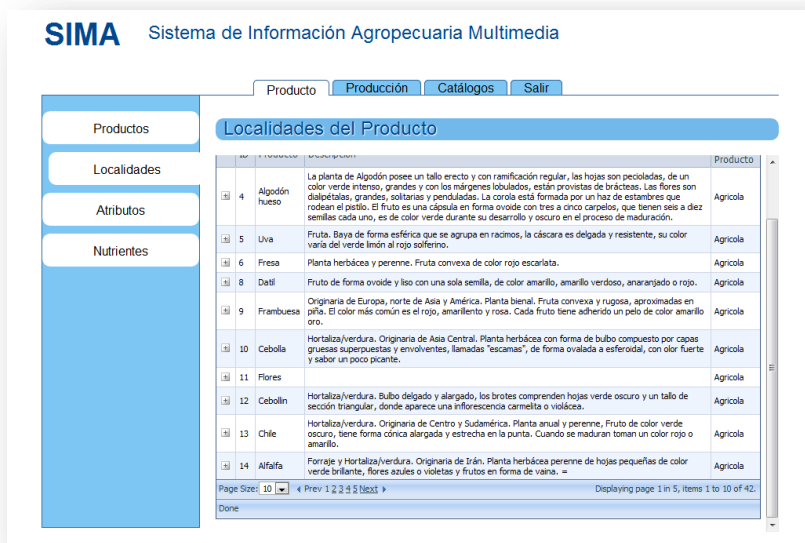 SIMA Sistema de Información Agropecuaria Multimedia
Producto Producción Catálogos Salir
Productos
Localidades
Atributos
Nutrientes
Localidades del Producto
ID Producto Descripción Producto
4 Algodón hueso La planta de Algodón posee un tallo erecto y con ramificación regular, las hojas son pecioladas, de un
color verde intenso, grandes y con los márgenes lobulados, están provistas de brácteas. Las flores son
dialipétalas, grandes, solitarias y penduladas. La corola está formada por un haz de estambres que
rodean el pistilo. El fruto es una cápsula en forma ovoide con tres a cinco carpelos, que tienen seis a diez
semillas cada uno, es de color verde durante su desarrollo y oscuro en el proceso de maduración. Agricola
5 Uva Fruta. Baya de forma esférica que se agrupa en racimos, la cáscara es delgada y resistente, su color
varía del verde limón al rojo solferino. Agricola
6 Fresa Planta herbácea y perenne. Fruta convexa de color rojo escarlata. Agricola
8 Datil Fruto de forma ovoide y liso con una sola semilla, de color amarillo, amarillo verdoso, anaranjado o rojo. Agricola
9 Frambuesa Originaria de Europa, norte de Asia y América. Planta bienal. Fruta convexa y rugosa, aproximadas en
piña. El color más común es el rojo, amarillento y rosa. Cada fruto tiene adherido un pelo de color amarillo
oro. Agricola
10 Cebolla Hortaliza/verdura. Originaria de Asia Central. Planta herbácea con forma de bulbo compuesto por capas
gruesas superpuestas y envolventes, llamadas "escamas", de forma ovalada a esferoidal, con olor fuerte
y sabor un poco picante. Agricola
11 Flores Agricola
12 Cebollin Hortaliza/verdura. Bulbo delgado y alargado, los brotes comprenden hojas verde oscuro y un tallo de
sección triangular, donde aparece una inflorescencia carmelita o violácea. Agricola
13 Chile Hortaliza/verdura. Originaria de Centro y Sudamérica. Planta anual y perenne, Fruto de color verde
oscuro, tiene forma cónica alargada y estrecha en la punta. Cuando se maduran toman un color rojo o
amarillo. Agricola
14 Alfalfa Forraje y Hortaliza/verdura. Originaria de Irán. Planta herbácea perenne de hojas pequeñas de color
verde brillante, flores azules o violetas y frutos en forma de vaina. = Agricola
Page Size: 10 Prev 1 2 3 4 5 Next Displaying page 1 in 5, items 1 to 10 of 42.
Done